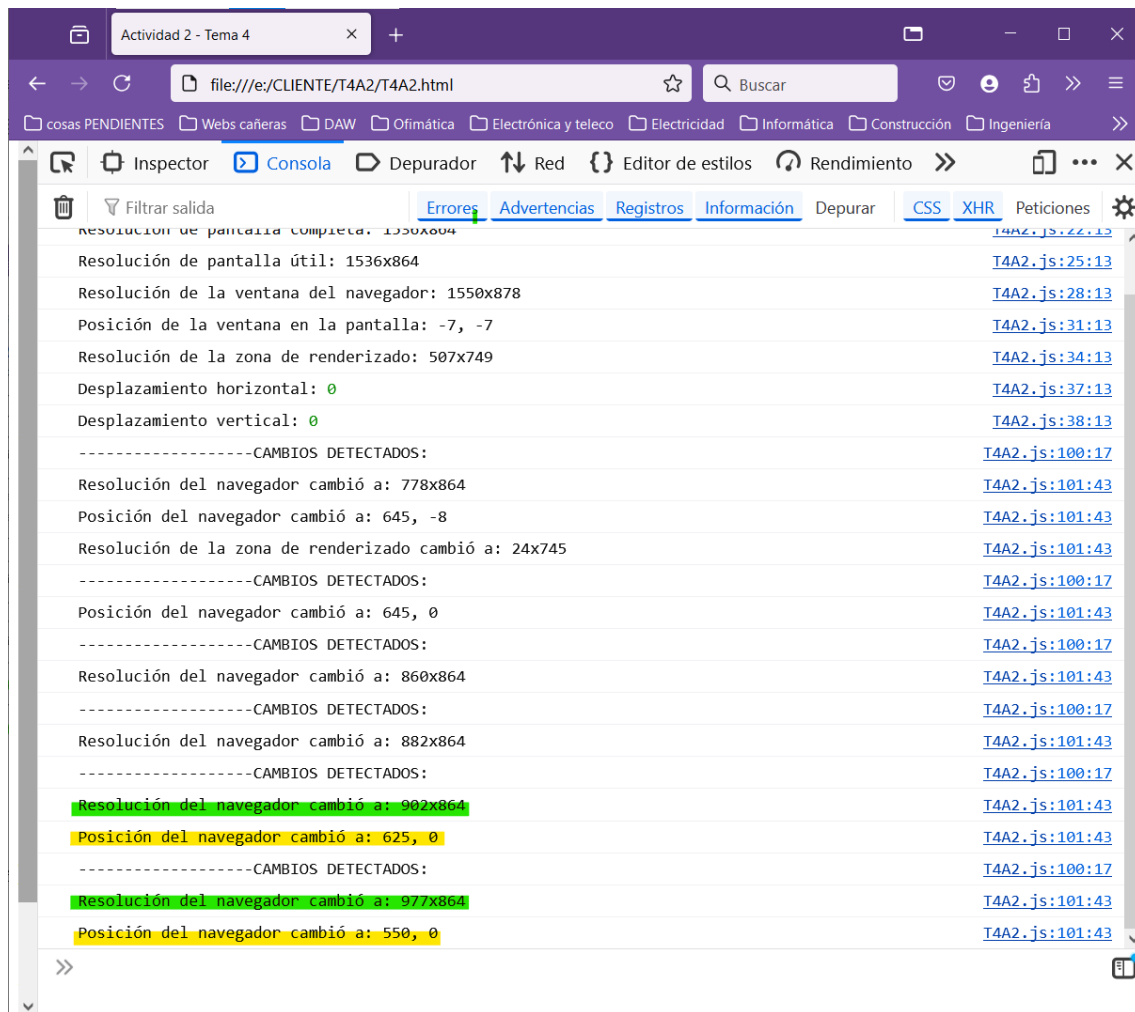 Actividad 2 - Tema 4
file:///e:/CLIENTE/T4A2/T4A2.html
Buscar
cosas PENDIENTES Webs cañeras DAW Ofimática Electrónica y teleco Electricidad Informática Construcción Ingeniería
Inspector Consola Depurador Red Editor de estilos Rendimiento
Filtrar salida Errores Advertencias Registros Información Depurar CSS XHR Peticiones
Resolución de pantalla completa: 1536x864 T4A2.js:22:13
Resolución de pantalla útil: 1536x864 T4A2.js:25:13
Resolución de la ventana del navegador: 1550x878 T4A2.js:28:13
Posición de la ventana en la pantalla: -7, -7 T4A2.js:31:13
Resolución de la zona de renderizado: 507x749 T4A2.js:34:13
Desplazamiento horizontal: 0 T4A2.js:37:13
Desplazamiento vertical: 0 T4A2.js:38:13
-------------------CAMBIOS DETECTADOS: T4A2.js:100:17
Resolución del navegador cambió a: 778x864 T4A2.js:101:43
Posición del navegador cambió a: 645, -8 T4A2.js:101:43
Resolución de la zona de renderizado cambió a: 24x745 T4A2.js:101:43
-------------------CAMBIOS DETECTADOS: T4A2.js:100:17
Posición del navegador cambió a: 645, 0 T4A2.js:101:43
-------------------CAMBIOS DETECTADOS: T4A2.js:100:17
Resolución del navegador cambió a: 860x864 T4A2.js:101:43
-------------------CAMBIOS DETECTADOS: T4A2.js:100:17
Resolución del navegador cambió a: 882x864 T4A2.js:101:43
-------------------CAMBIOS DETECTADOS: T4A2.js:100:17
Resolución del navegador cambió a: 902x864 T4A2.js:101:43
Posición del navegador cambió a: 625, 0 T4A2.js:101:43
-------------------CAMBIOS DETECTADOS: T4A2.js:100:17
Resolución del navegador cambió a: 977x864 T4A2.js:101:43
Posición del navegador cambió a: 550, 0 T4A2.js:101:43